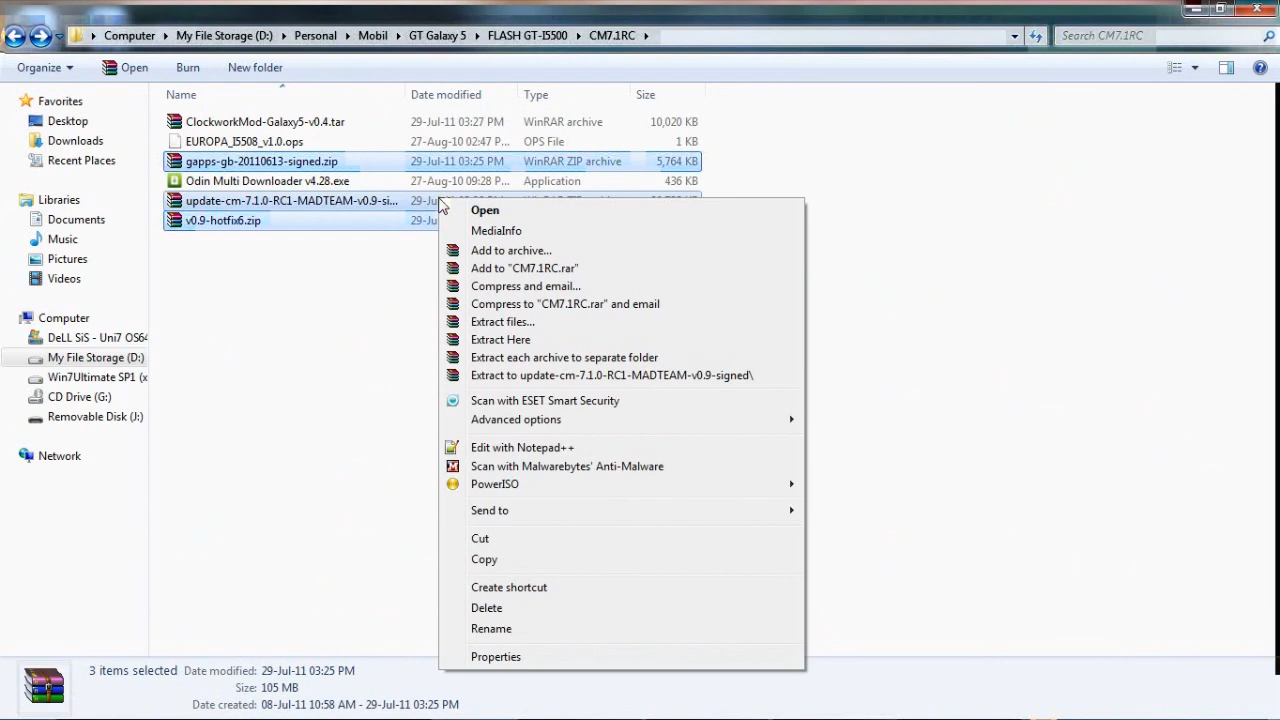 Computer My File Storage (D:) Personal Mobil GT Galaxy 5 FLASH GT-I5500 CM7.1RC Search CM7.1RC
Organize Open Burn New folder
Name Date modified Type Size
Favorites
Desktop
Downloads
Recent Places
Libraries
Documents
Music
Pictures
Videos
Computer
DeLL SiS - Uni7 OS64
My File Storage (D:)
Win7Ultimate SP1 (x
CD Drive (G:)
Removable Disk (J:)
Network
ClockworkMod-Galaxy5-v0.4.tar 29-Jul-11 03:27 PM WinRAR archive 10,020 KB
EUROPA_I5508_v1.0.ops 27-Aug-10 02:47 P... OPS File 1 KB
gapps-gb-20110613-signed.zip 29-Jul-11 03:25 PM WinRAR ZIP archive 5,764 KB
Odin Multi Downloader v4.28.exe 27-Aug-10 09:28 P... Application 436 KB
update-cm-7.1.0-RC1-MADTEAM-v0.9-si... 29-J
v0.9-hotfix6.zip 29-Ju
Open
MediaInfo
Add to archive...
Add to "CM7.1RC.rar"
Compress and email...
Compress to "CM7.1RC.rar" and email
Extract files...
Extract Here
Extract each archive to separate folder
Extract to update-cm-7.1.0-RC1-MADTEAM-v0.9-signed\
Scan with ESET Smart Security
Advanced options
Edit with Notepad++
Scan with Malwarebytes' Anti-Malware
PowerISO
Send to
Cut
Copy
Create shortcut
Delete
Rename
Properties
3 items selected Date modified: 29-Jul-11 03:25 PM
Size: 105 MB
Date created: 08-Jul-11 10:58 AM - 29-Jul-11 03:25 PM